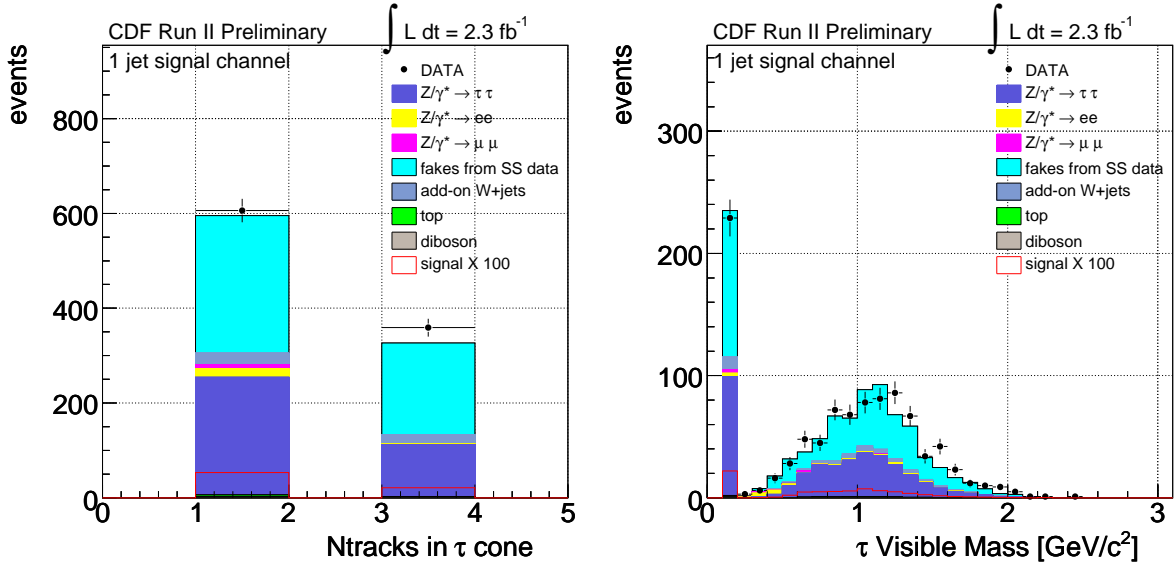 CDF Run II Preliminary
∫ L dt = 2.3 fb⁻¹
1 jet signal channel
DATA
Z/γ* → τ τ
Z/γ* → ee
Z/γ* → μ μ
fakes from SS data
add-on W+jets
top
diboson
signal X 100
events
800
600
400
200
0
0 1 2 3 4 5
Ntracks in τ cone
CDF Run II Preliminary
∫ L dt = 2.3 fb⁻¹
1 jet signal channel
DATA
Z/γ* → τ τ
Z/γ* → ee
Z/γ* → μ μ
fakes from SS data
add-on W+jets
top
diboson
signal X 100
events
300
200
100
0
0 1 2 3
τ Visible Mass [GeV/c²]